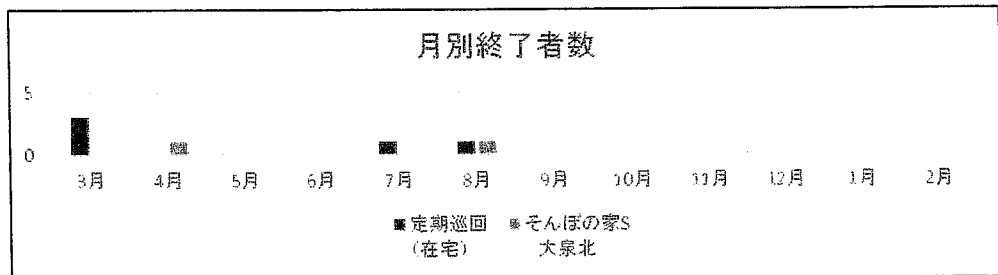 月別終了者数
5
0
3月 4月 5月 6月 7月 8月 9月 10月 11月 12月 1月 2月
定期巡回 そんぽの家S
(在宅) 大泉北